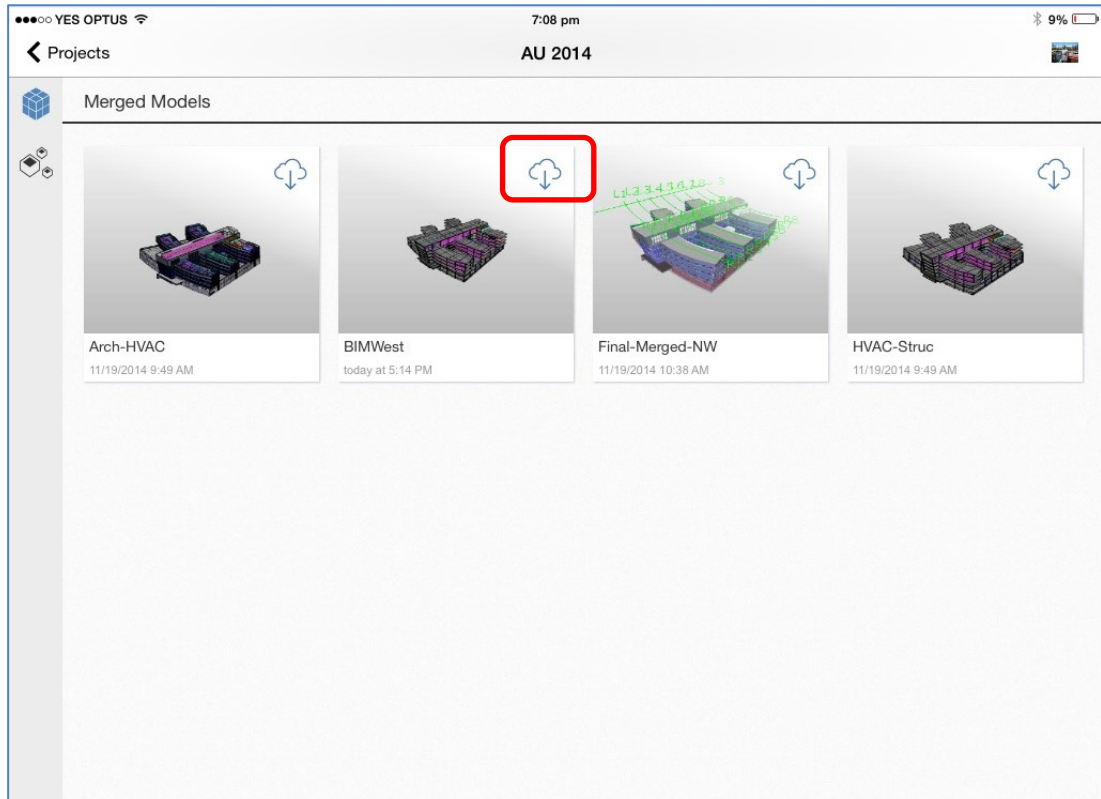 YES OPTUS 7:08 pm 9%
Projects AU 2014
Merged Models
Arch-HVAC BIMWest Final-Merged-NW HVAC-Struc
11/19/2014 9:49 AM today at 5:14 PM 11/19/2014 10:38 AM 11/19/2014 9:49 AM